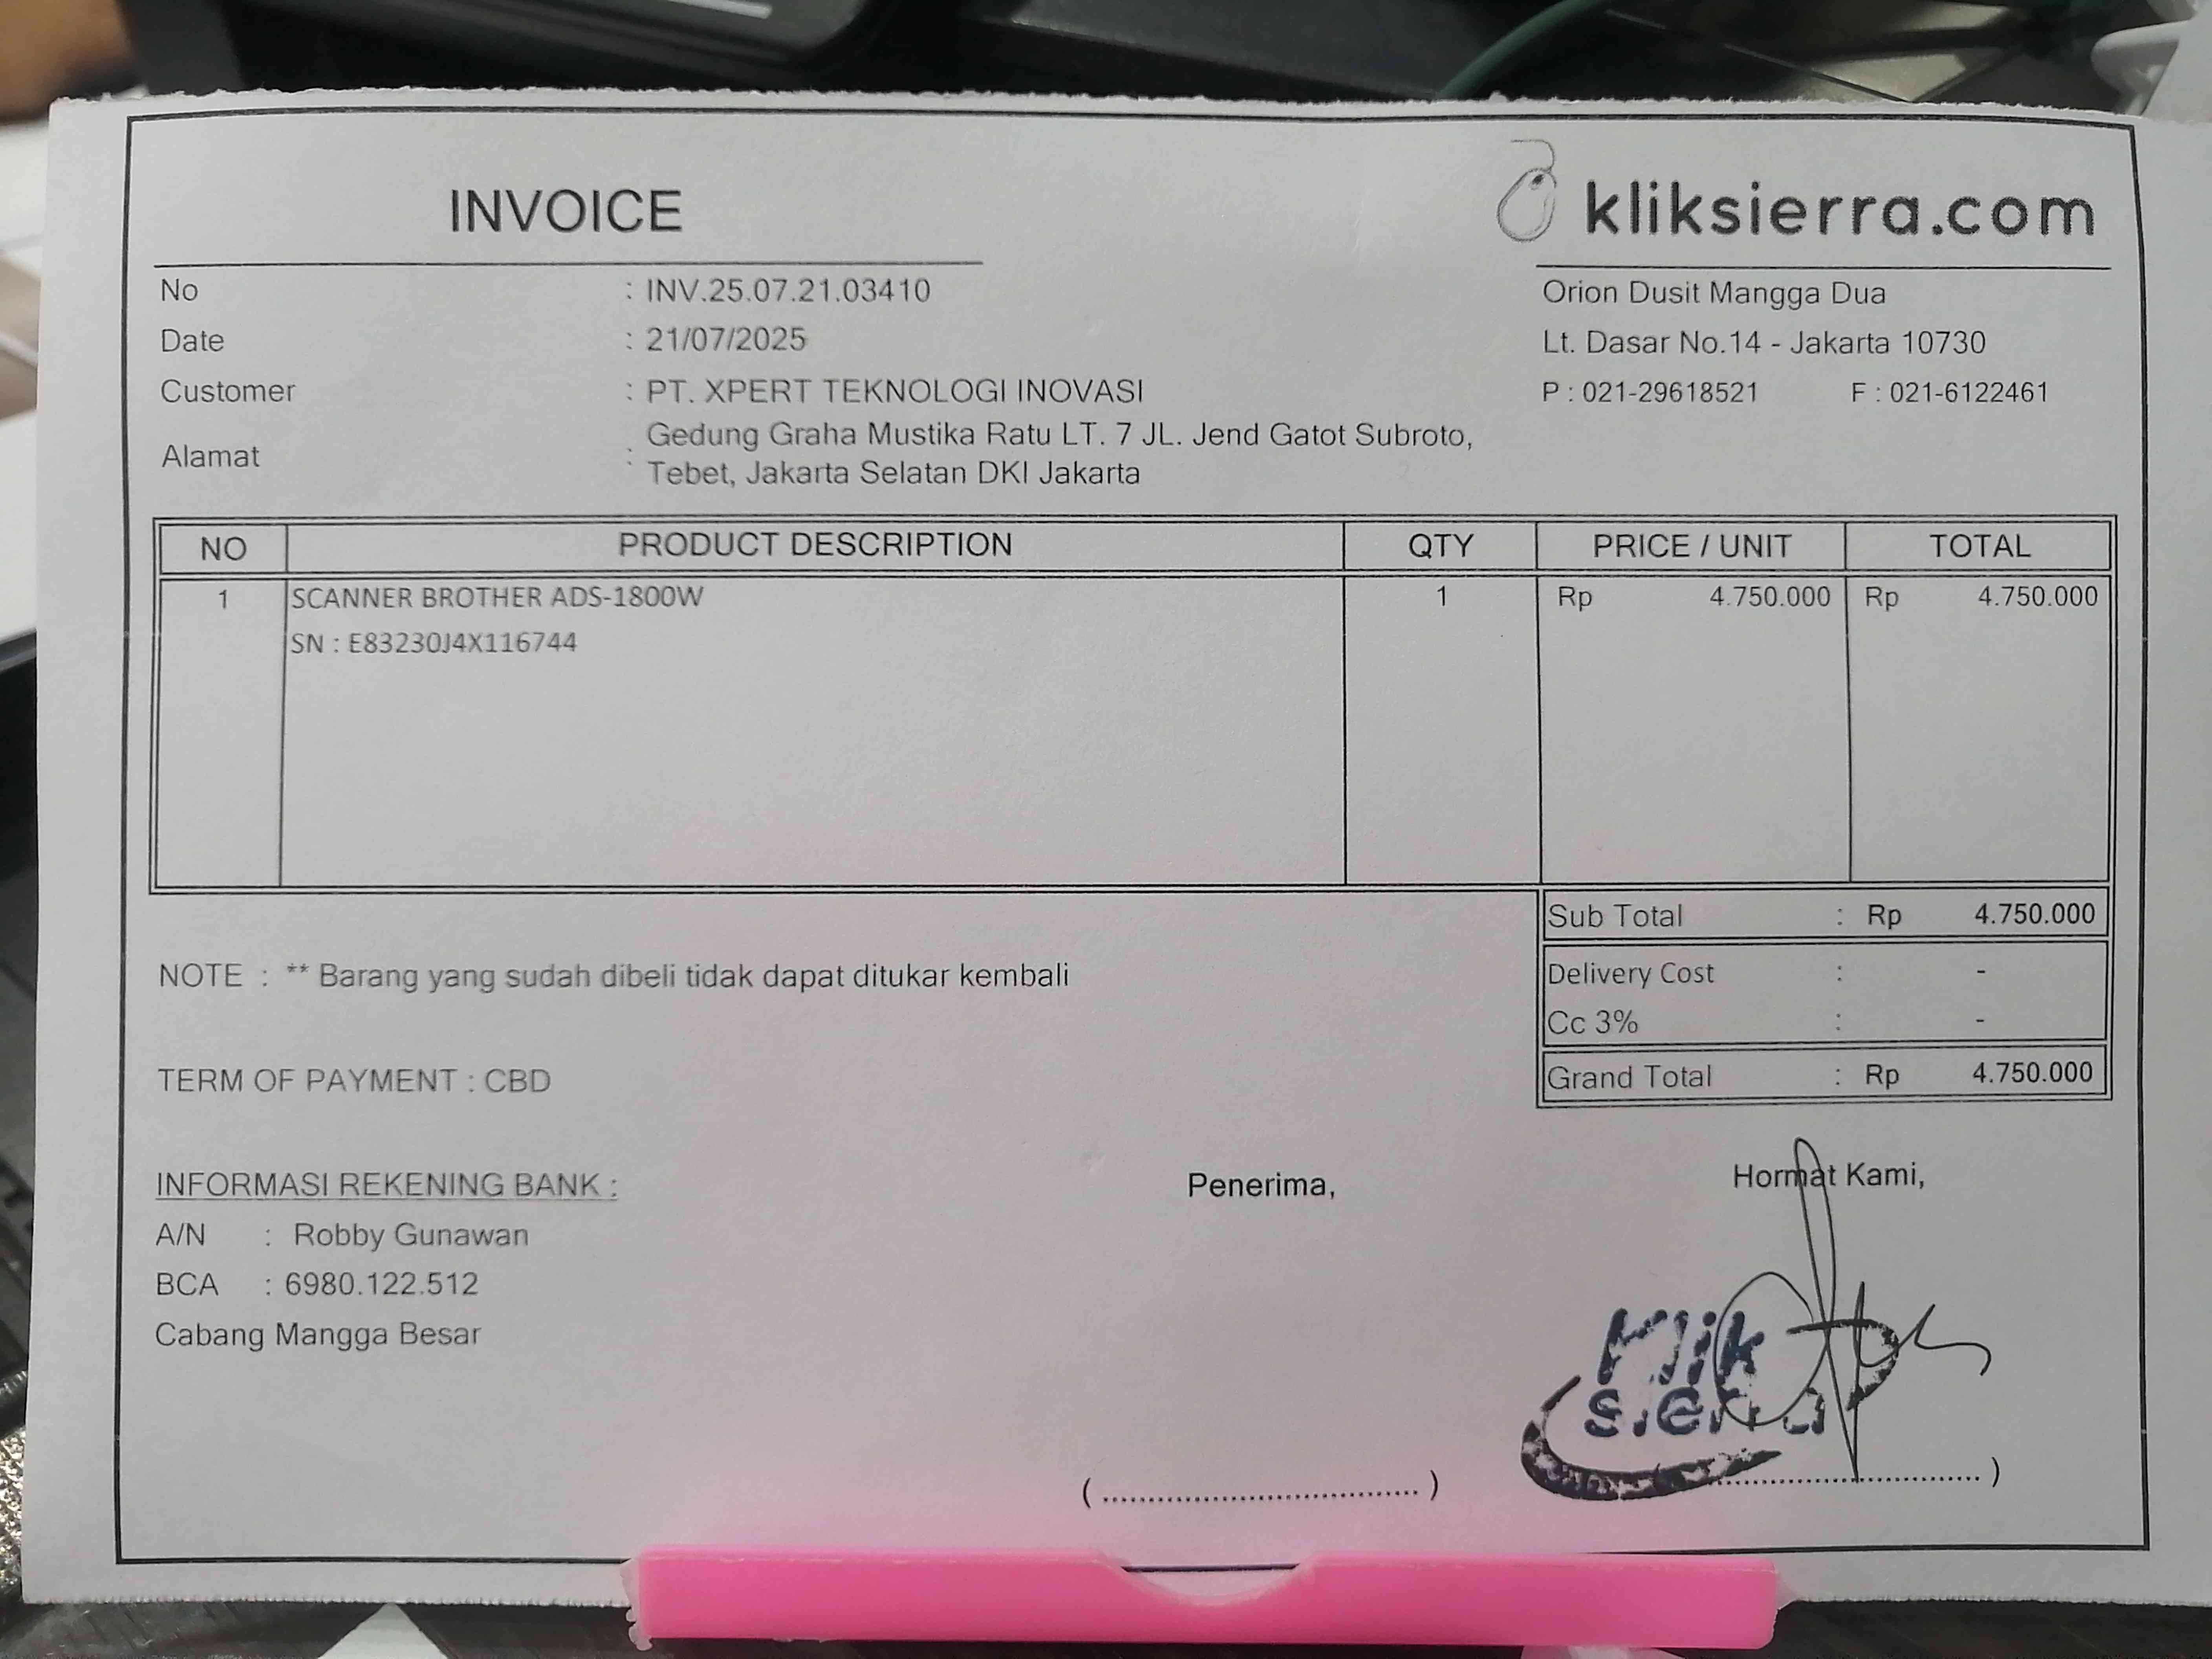 INVOICE
kliksierra.com
No : INV.25.07.21.03410
Date : 21/07/2025
Customer : PT. XPERT TEKNOLOGI INOVASI
Alamat : Gedung Graha Mustika Ratu LT. 7 JL. Jend Gatot Subroto,
Tebet, Jakarta Selatan DKI Jakarta
Orion Dusit Mangga Dua
Lt. Dasar No.14 - Jakarta 10730
P : 021-29618521 F : 021-6122461
NO PRODUCT DESCRIPTION QTY PRICE / UNIT TOTAL
1 SCANNER BROTHER ADS-1800W 1 Rp 4.750.000 Rp 4.750.000
SN : E83230J4X116744
Sub Total : Rp 4.750.000
Delivery Cost : -
Cc 3% : -
Grand Total : Rp 4.750.000
NOTE : ** Barang yang sudah dibeli tidak dapat ditukar kembali
TERM OF PAYMENT : CBD
INFORMASI REKENING BANK :
A/N : Robby Gunawan
BCA : 6980.122.512
Cabang Mangga Besar
Penerima,
(....................................)
Hormat Kami,
Klik
sierra
....................................)